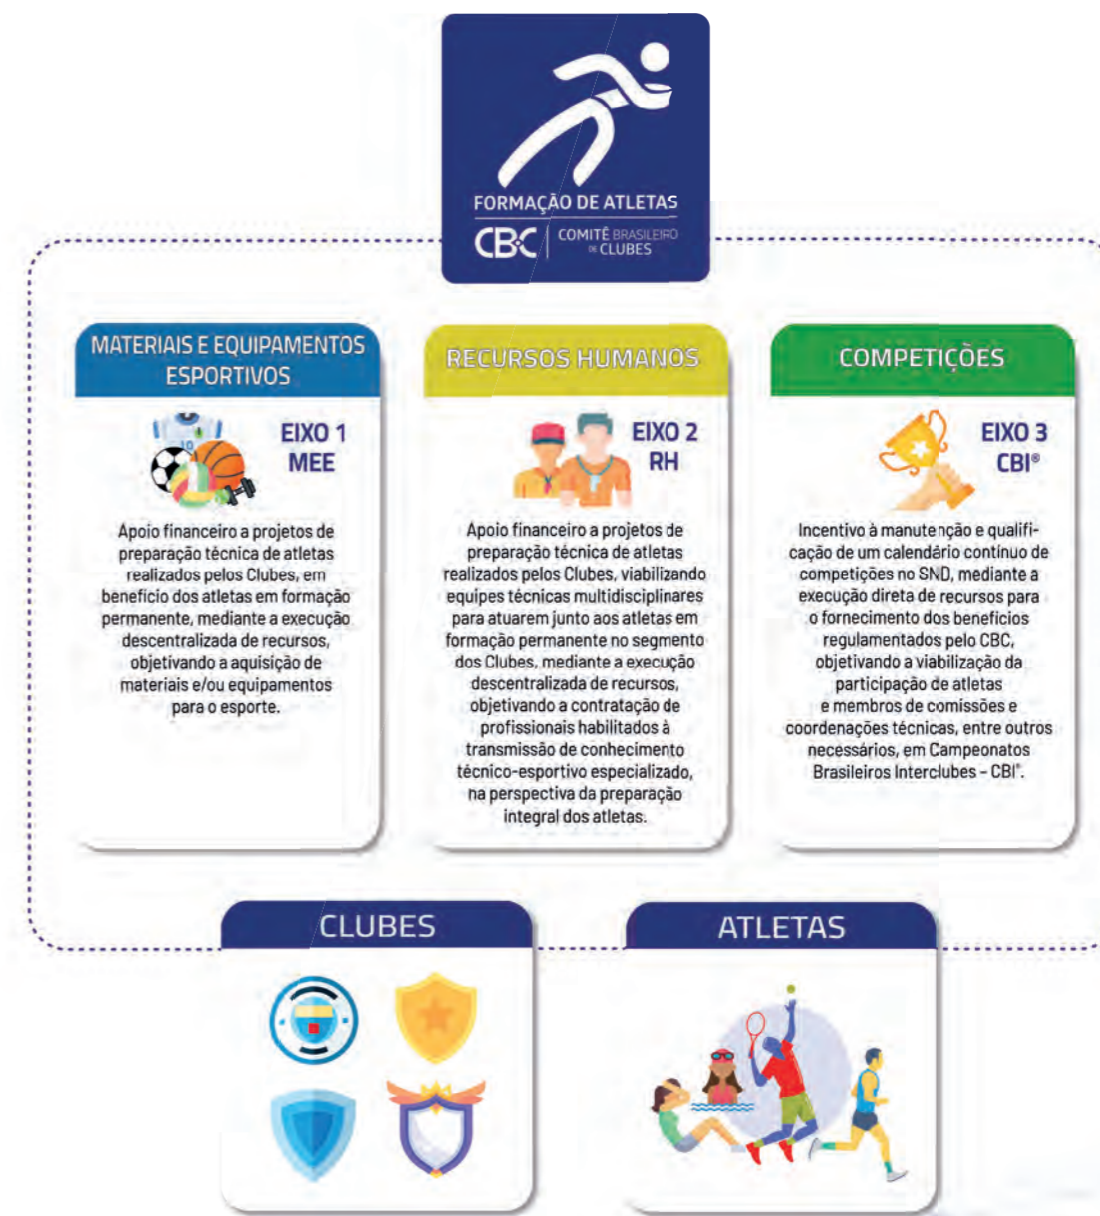 FORMAÇÃO DE ATLETAS
CBC
COMITÊ BRASILEIRO
DE CLUBES
MATERIAIS E EQUIPAMENTOS
ESPORTIVOS
EIXO 1
MEE
10
Apoio financeiro a projetos de
preparação técnica de atletas
realizados pelos Clubes, em
benefício dos atletas em formação
permanente, mediante a execução
descentralizada de recursos,
objetivando a aquisição de
materiais e/ou equipamentos
para o esporte.
RECURSOS HUMANOS
EIXO 2
RH
Apoio financeiro a projetos de
preparação técnica de atletas
realizados pelos Clubes, viabilizando
equipes técnicas multidisciplinares
para atuarem junto aos atletas em
formação permanente no segmento
dos Clubes, mediante a execução
descentralizada de recursos,
objetivando a contratação de
profissionais habilitados à
transmissão de conhecimento
técnico-esportivo especializado,
na perspectiva da preparação
integral dos atletas.
COMPETIÇÕES
EIXO 3
CBI®
Incentivo à manutenção e qualifi-
cação de um calendário contínuo de
competições no SND, mediante a
execução direta de recursos para
o fornecimento dos benefícios
regulamentados pelo CBC,
objetivando a viabilização da
participação de atletas
e membros de comissões e
coordenações técnicas, entre outros
necessários, em Campeonatos
Brasileiros Interclubes – CBI®.
CLUBES
ATLETAS